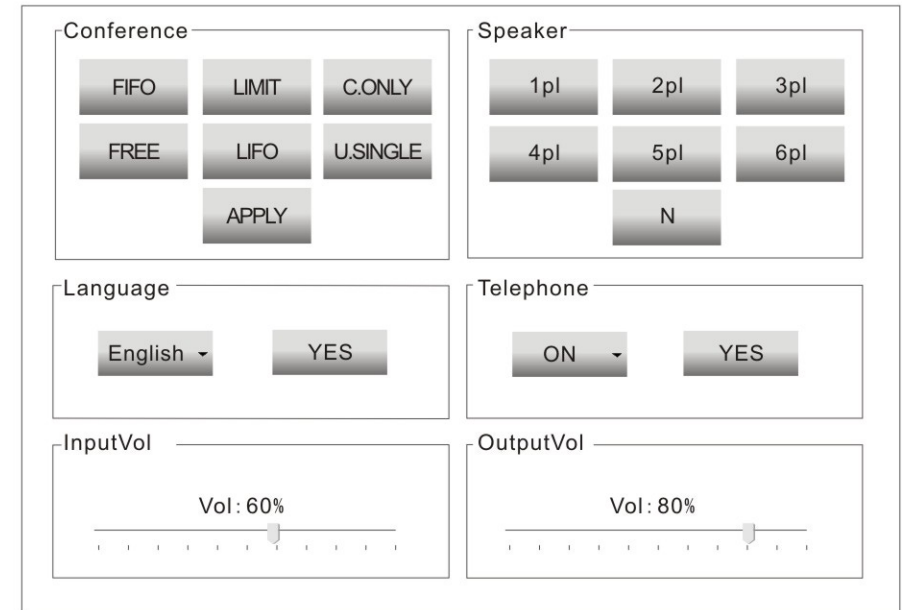 Conference
FIFO LIMIT C.ONLY
FREE LIFO U.SINGLE
APPLY
Speaker
1pl 2pl 3pl
4pl 5pl 6pl
N
Language
English YES
Telephone
ON YES
InputVol
Vol:60%
OutputVol
Vol:80%